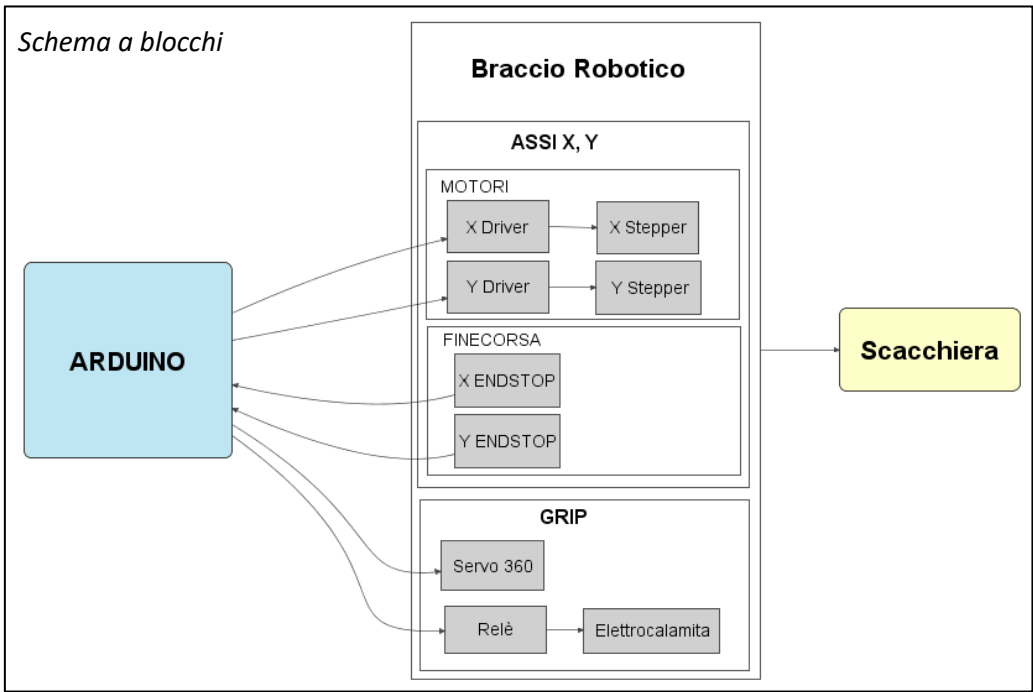 Schema a blocchi
Braccio Robotico
ASSI X, Y
MOTORI
X Driver
X Stepper
Y Driver
Y Stepper
FINECORSA
X ENDSTOP
Y ENDSTOP
ARDUINO
Scacchiera
GRIP
Servo 360
Relè
Elettrocalamita